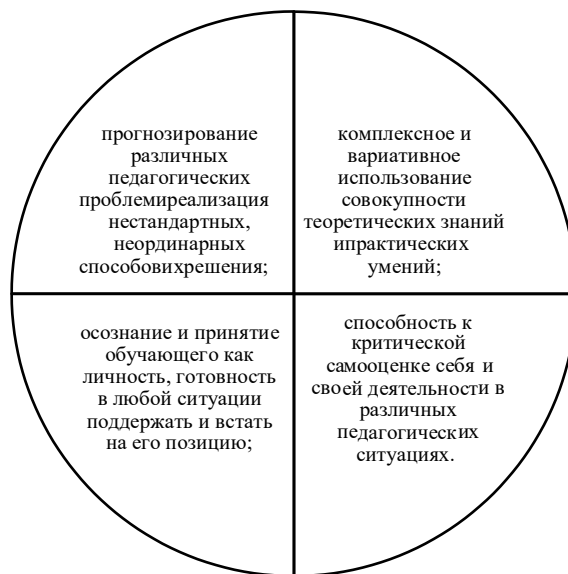 прогнозирование
различных
педагогических
проблемиреализация
нестандартных,
неординарных
способовихрешения;
комплексное и
вариативное
использование
совокупности
теоретических знаний
ипрактических
умений;
осознание и принятие
обучающего как
личность, готовность
в любой ситуации
поддержать и встать
на его позицию;
способность к
критической
самооценке себя и
своей деятельности в
различных
педагогических
ситуациях.